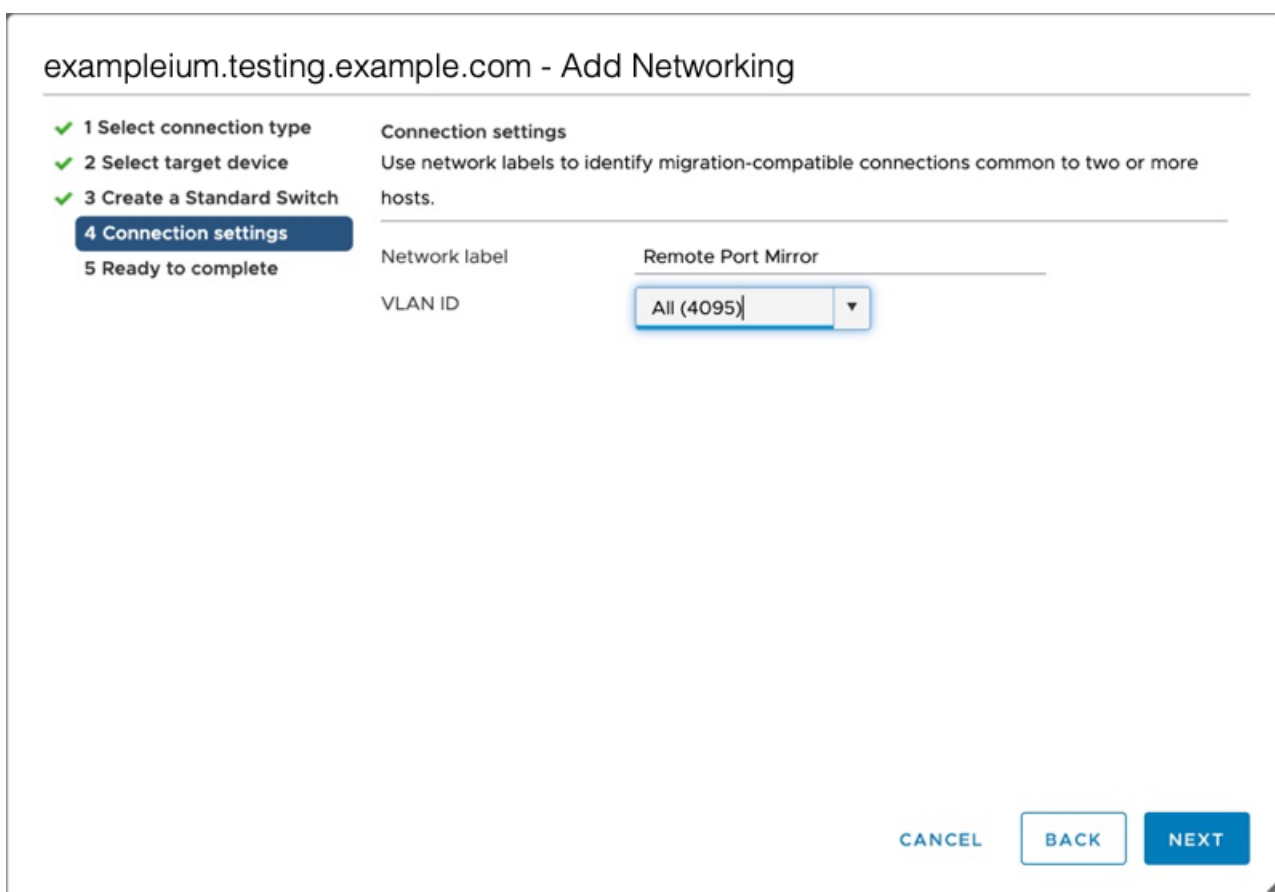 exampleium.testing.example.com - Add Networking
1 Select connection type
2 Select target device
3 Create a Standard Switch
4 Connection settings
5 Ready to complete
Connection settings
Use network labels to identify migration-compatible connections common to two or more
hosts.
Network label
Remote Port Mirror
VLAN ID
All (4095)
CANCEL
BACK
NEXT